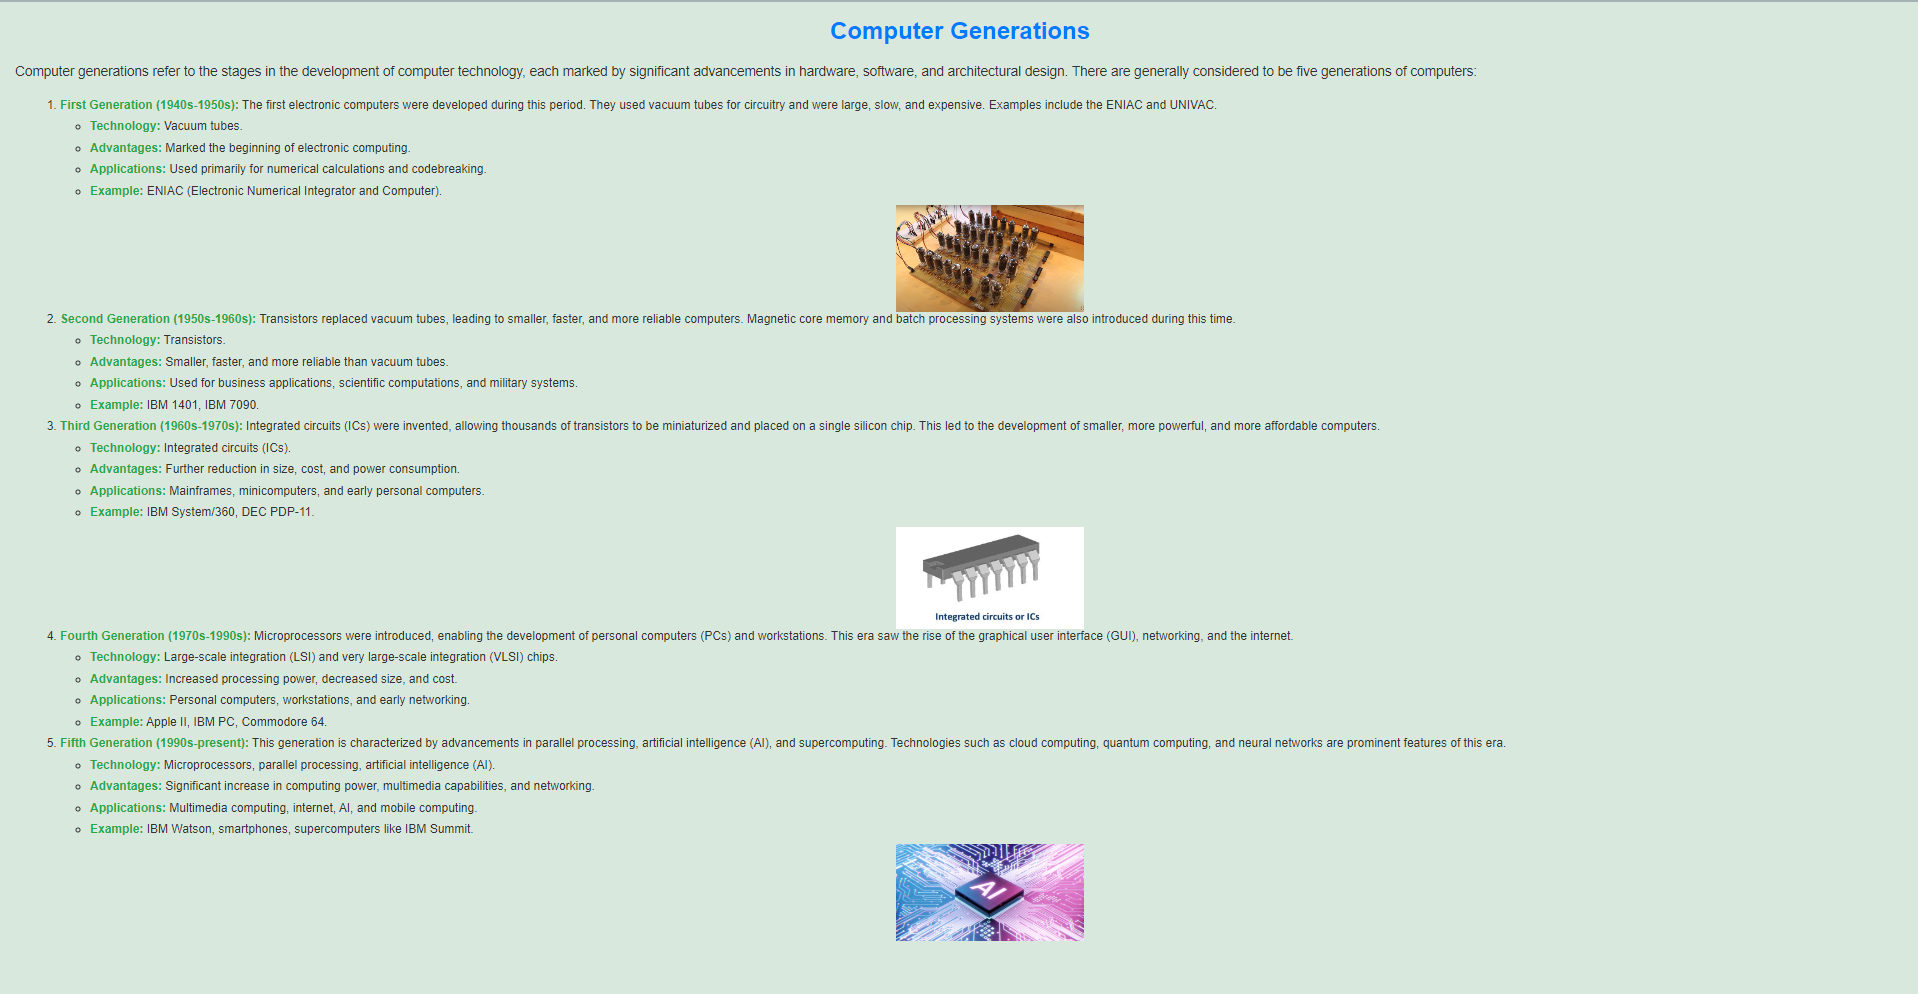 Computer Generations
Computer generations refer to the stages in the development of computer technology, each marked by significant advancements in hardware, software, and architectural design. There are generally considered to be five generations of computers:
1. First Generation (1940s-1950s): The first electronic computers were developed during this period. They used vacuum tubes for circuitry and were large, slow, and expensive. Examples include the ENIAC and UNIVAC.
Technology: Vacuum tubes.
Advantages: Marked the beginning of electronic computing.
Applications: Used primarily for numerical calculations and codebreaking.
Example: ENIAC (Electronic Numerical Integrator and Computer).
2. Second Generation (1950s-1960s): Transistors replaced vacuum tubes, leading to smaller, faster, and more reliable computers. Magnetic core memory and batch processing systems were also introduced during this time.
Technology: Transistors.
Advantages: Smaller, faster, and more reliable than vacuum tubes.
Applications: Used for business applications, scientific computations, and military systems.
Example: IBM 1401, IBM 7090.
3. Third Generation (1960s-1970s): Integrated circuits (ICs) were invented, allowing thousands of transistors to be miniaturized and placed on a single silicon chip. This led to the development of smaller, more powerful, and more affordable computers.
Technology: Integrated circuits (ICs).
Advantages: Further reduction in size, cost, and power consumption.
Applications: Mainframes, minicomputers, and early personal computers.
Example: IBM System/360, DEC PDP-11.
Integrated circuits or ICs
4. Fourth Generation (1970s-1990s): Microprocessors were introduced, enabling the development of personal computers (PCs) and workstations. This era saw the rise of the graphical user interface (GUI), networking, and the internet.
Technology: Large-scale integration (LSI) and very large-scale integration (VLSI) chips.
Advantages: Increased processing power, decreased size, and cost.
Applications: Personal computers, workstations, and early networking.
Example: Apple II, IBM PC, Commodore 64.
5. Fifth Generation (1990s-present): This generation is characterized by advancements in parallel processing, artificial intelligence (AI), and supercomputing. Technologies such as cloud computing, quantum computing, and neural networks are prominent features of this era.
Technology: Microprocessors, parallel processing, artificial intelligence (AI).
Advantages: Significant increase in computing power, multimedia capabilities, and networking.
Applications: Multimedia computing, internet, AI, and mobile computing.
Example: IBM Watson, smartphones, supercomputers like IBM Summit.
AI